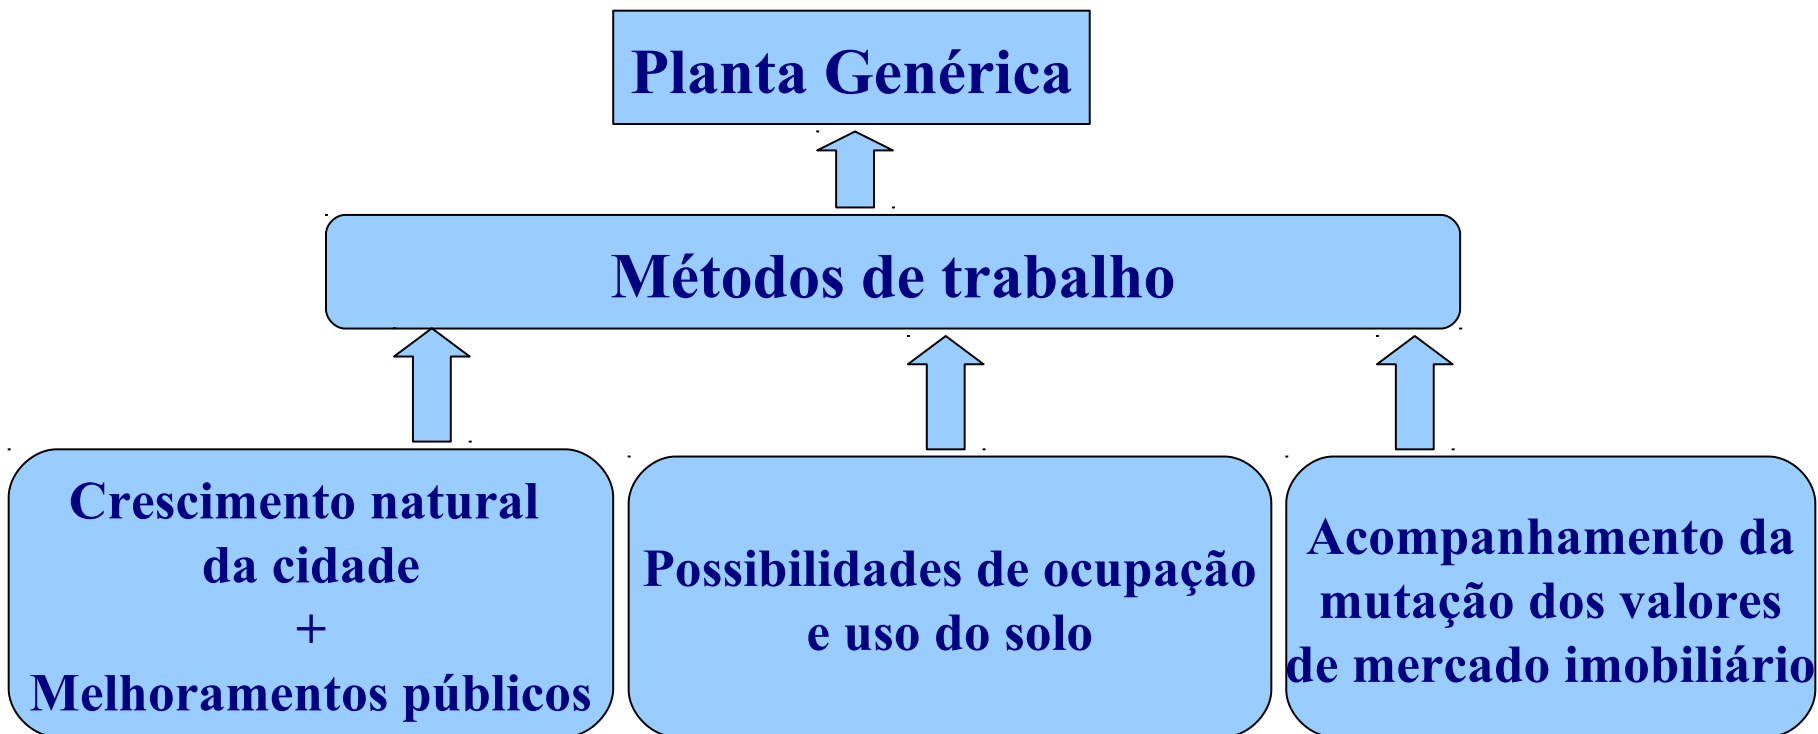 Planta Genérica
Métodos de trabalho
Crescimento natural
da cidade
+
Melhoramentos públicos
Possibilidades de ocupação
e uso do solo
Acompanhamento da
mutação dos valores
de mercado imobiliário